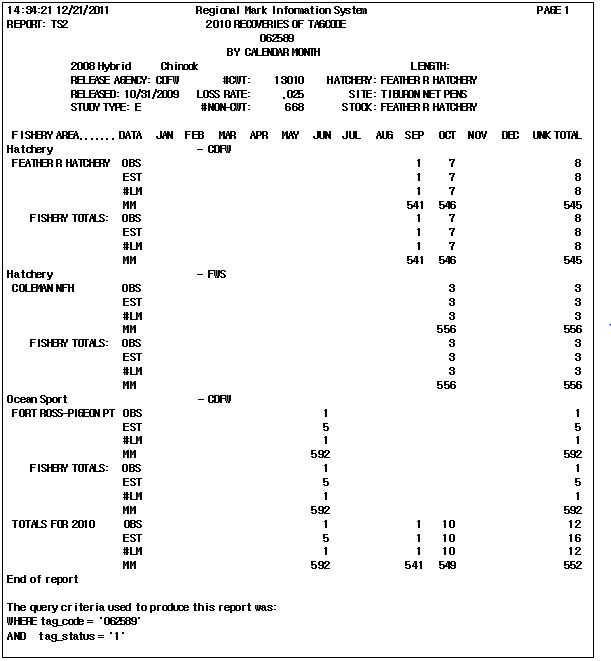 14:34:21 12/21/2011 Regional Mark Information System PAGE 1
REPORT: TS2 2010 RECOVERIES OF TAGCODE
062589
BY CALENDAR MONTH
2008 Hybrid Chinook LENGTH:
RELEASE AGENCY: CDFW #CWT: 13010 HATCHERY: FEATHER R HATCHERY
RELEASED: 10/31/2009 LOSS RATE: .025 SITE: TIBURON NET PENS
STUDY TYPE: E #NON-CWT: 668 STOCK: FEATHER R HATCHERY
FISHERY AREA....... DATA JAN FEB MAR APR MAY JUN JUL AUG SEP OCT NOV DEC UNK TOTAL
Hatchery - CDFW
FEATHER R HATCHERY OBS 1 7 8
EST 1 7 8
#LM 1 7 8
MM 541 546 545
FISHERY TOTALS: OBS 1 7 8
EST 1 7 8
#LM 1 7 8
MM 541 546 545
Hatchery - FWS
COLEMAN NFH OBS 3 3
EST 3 3
#LM 3 3
MM 556 556
FISHERY TOTALS: OBS 3 3
EST 3 3
#LM 3 3
MM 556 556
Ocean Sport - CDFW
FORT ROSS-PIGEON PT OBS 1 1
EST 5 5
#LM 1 1
MM 592 592
FISHERY TOTALS: OBS 1 1
EST 5 5
#LM 1 1
MM 592 592
TOTALS FOR 2010 OBS 1 1 10 12
EST 5 1 10 16
#LM 1 1 10 12
MM 592 541 549 552
End of report
The query criteria used to produce this report was:
WHERE tag_code = '062589'
AND tag_status = '1'